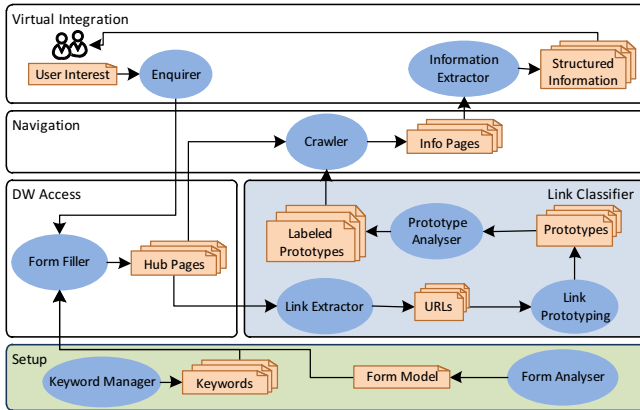 Virtual Integration
User Interest
Enquirer
Information
Extractor
Structured
Information
Navigation
Crawler
Info Pages
DW Access
Form Filler
Hub Pages
Link Classifier
Labeled
Prototypes
Prototype
Analyser
Prototypes
Link Extractor
URLs
Link
Prototyping
Setup
Keyword Manager
Keywords
Form Model
Form Analyser